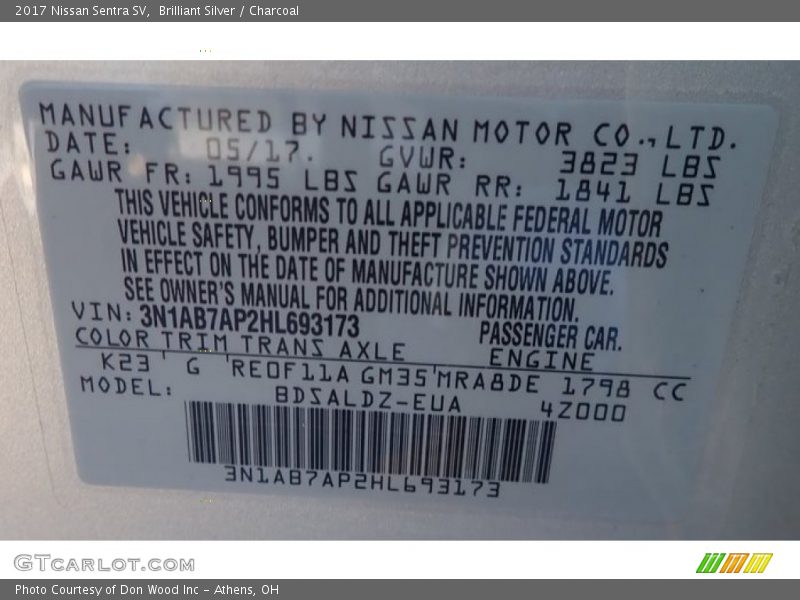 2017 Nissan Sentra SV, Brilliant Silver / Charcoal
MANUFACTURED BY NISSAN MOTOR CO., LTD.
DATE: 05/17. GVWR: 3823 LBS
GAWR FR: 1995 LBS GAWR RR: 1841 LBS
THIS VEHICLE CONFORMS TO ALL APPLICABLE FEDERAL MOTOR
VEHICLE SAFETY, BUMPER AND THEFT PREVENTION STANDARDS
IN EFFECT ON THE DATE OF MANUFACTURE SHOWN ABOVE.
SEE OWNER'S MANUAL FOR ADDITIONAL INFORMATION.
VIN: 3N1AB7AP2HL693173 PASSENGER CAR.
COLOR TRIM TRANS AXLE ENGINE
K23 G RE0F11A GM35 MRA8DE 1798 CC
MODEL: BDSALDZ-EUA 4Z000
3N1AB7AP2HL693173
GTCARLOT.COM
Photo Courtesy of Don Wood Inc - Athens, OH